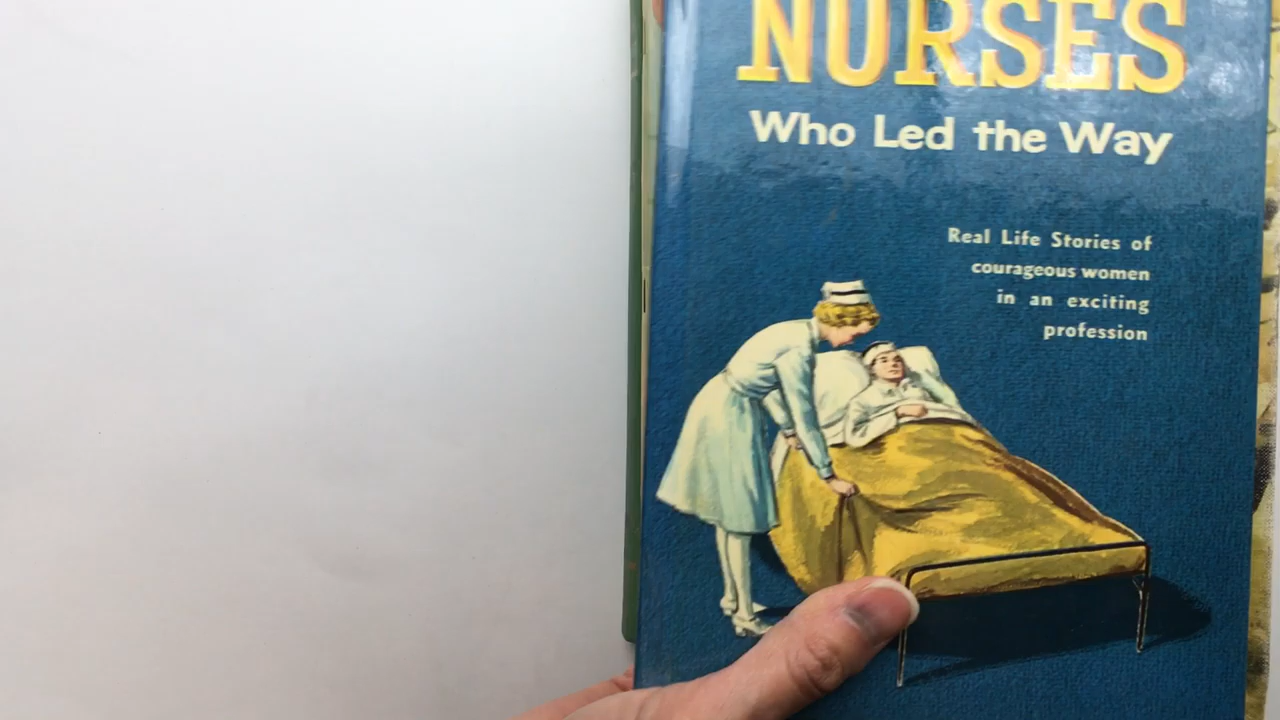 NURSES
Who Led the Way
Real Life Stories of
courageous women
in an exciting
profession